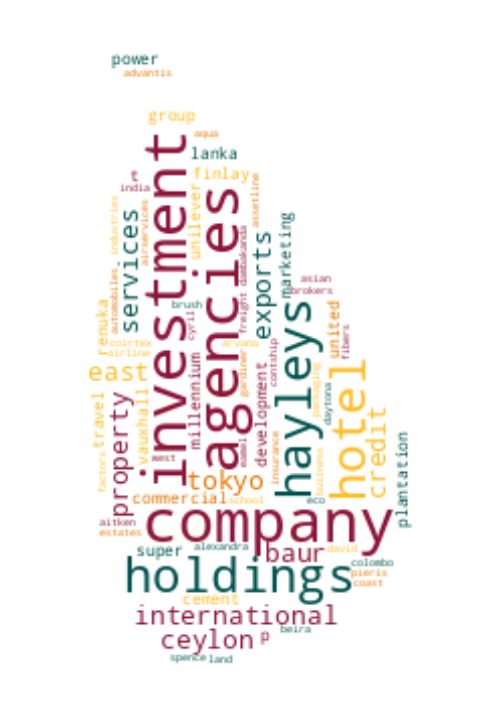 power
advantis
group
aqua
lanka
investment
t
india
finlay
unilever
agencies
assetline
industries
services
airservices
dambakanda
exports
marketing
asian
brokers
automobiles
renuka
brush
cyril
freight
hayleys
united
fibers
coirtex
airline
arvana
gardiner
contship
east
millennium
development
packaging
daytona
hotel
travel
property
vauxhall
west
enamel
insurance
business
credit
plantation
factors
tokyo
commercial
school
eco
company
aitken
estates
super
alexandra
baur
david
colombo
holdings
pieris
coast
cement
international
beira
ceylon
p
spence
land